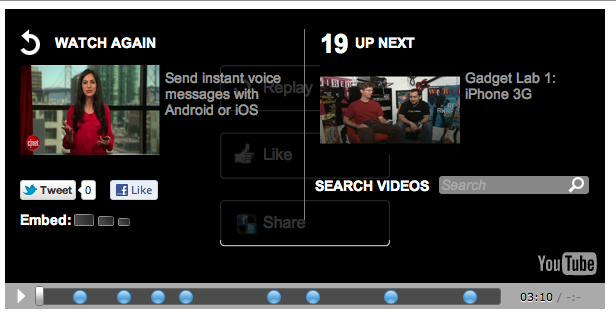 WATCH AGAIN
Send instant voice
messages with
Android or iOS
cnet
Replay
Like
Share
Tweet
0
Like
Embed:
19 UP NEXT
Gadget Lab 1:
iPhone 3G
SEARCH VIDEOS
Search
YouTube
03:10 / -:-